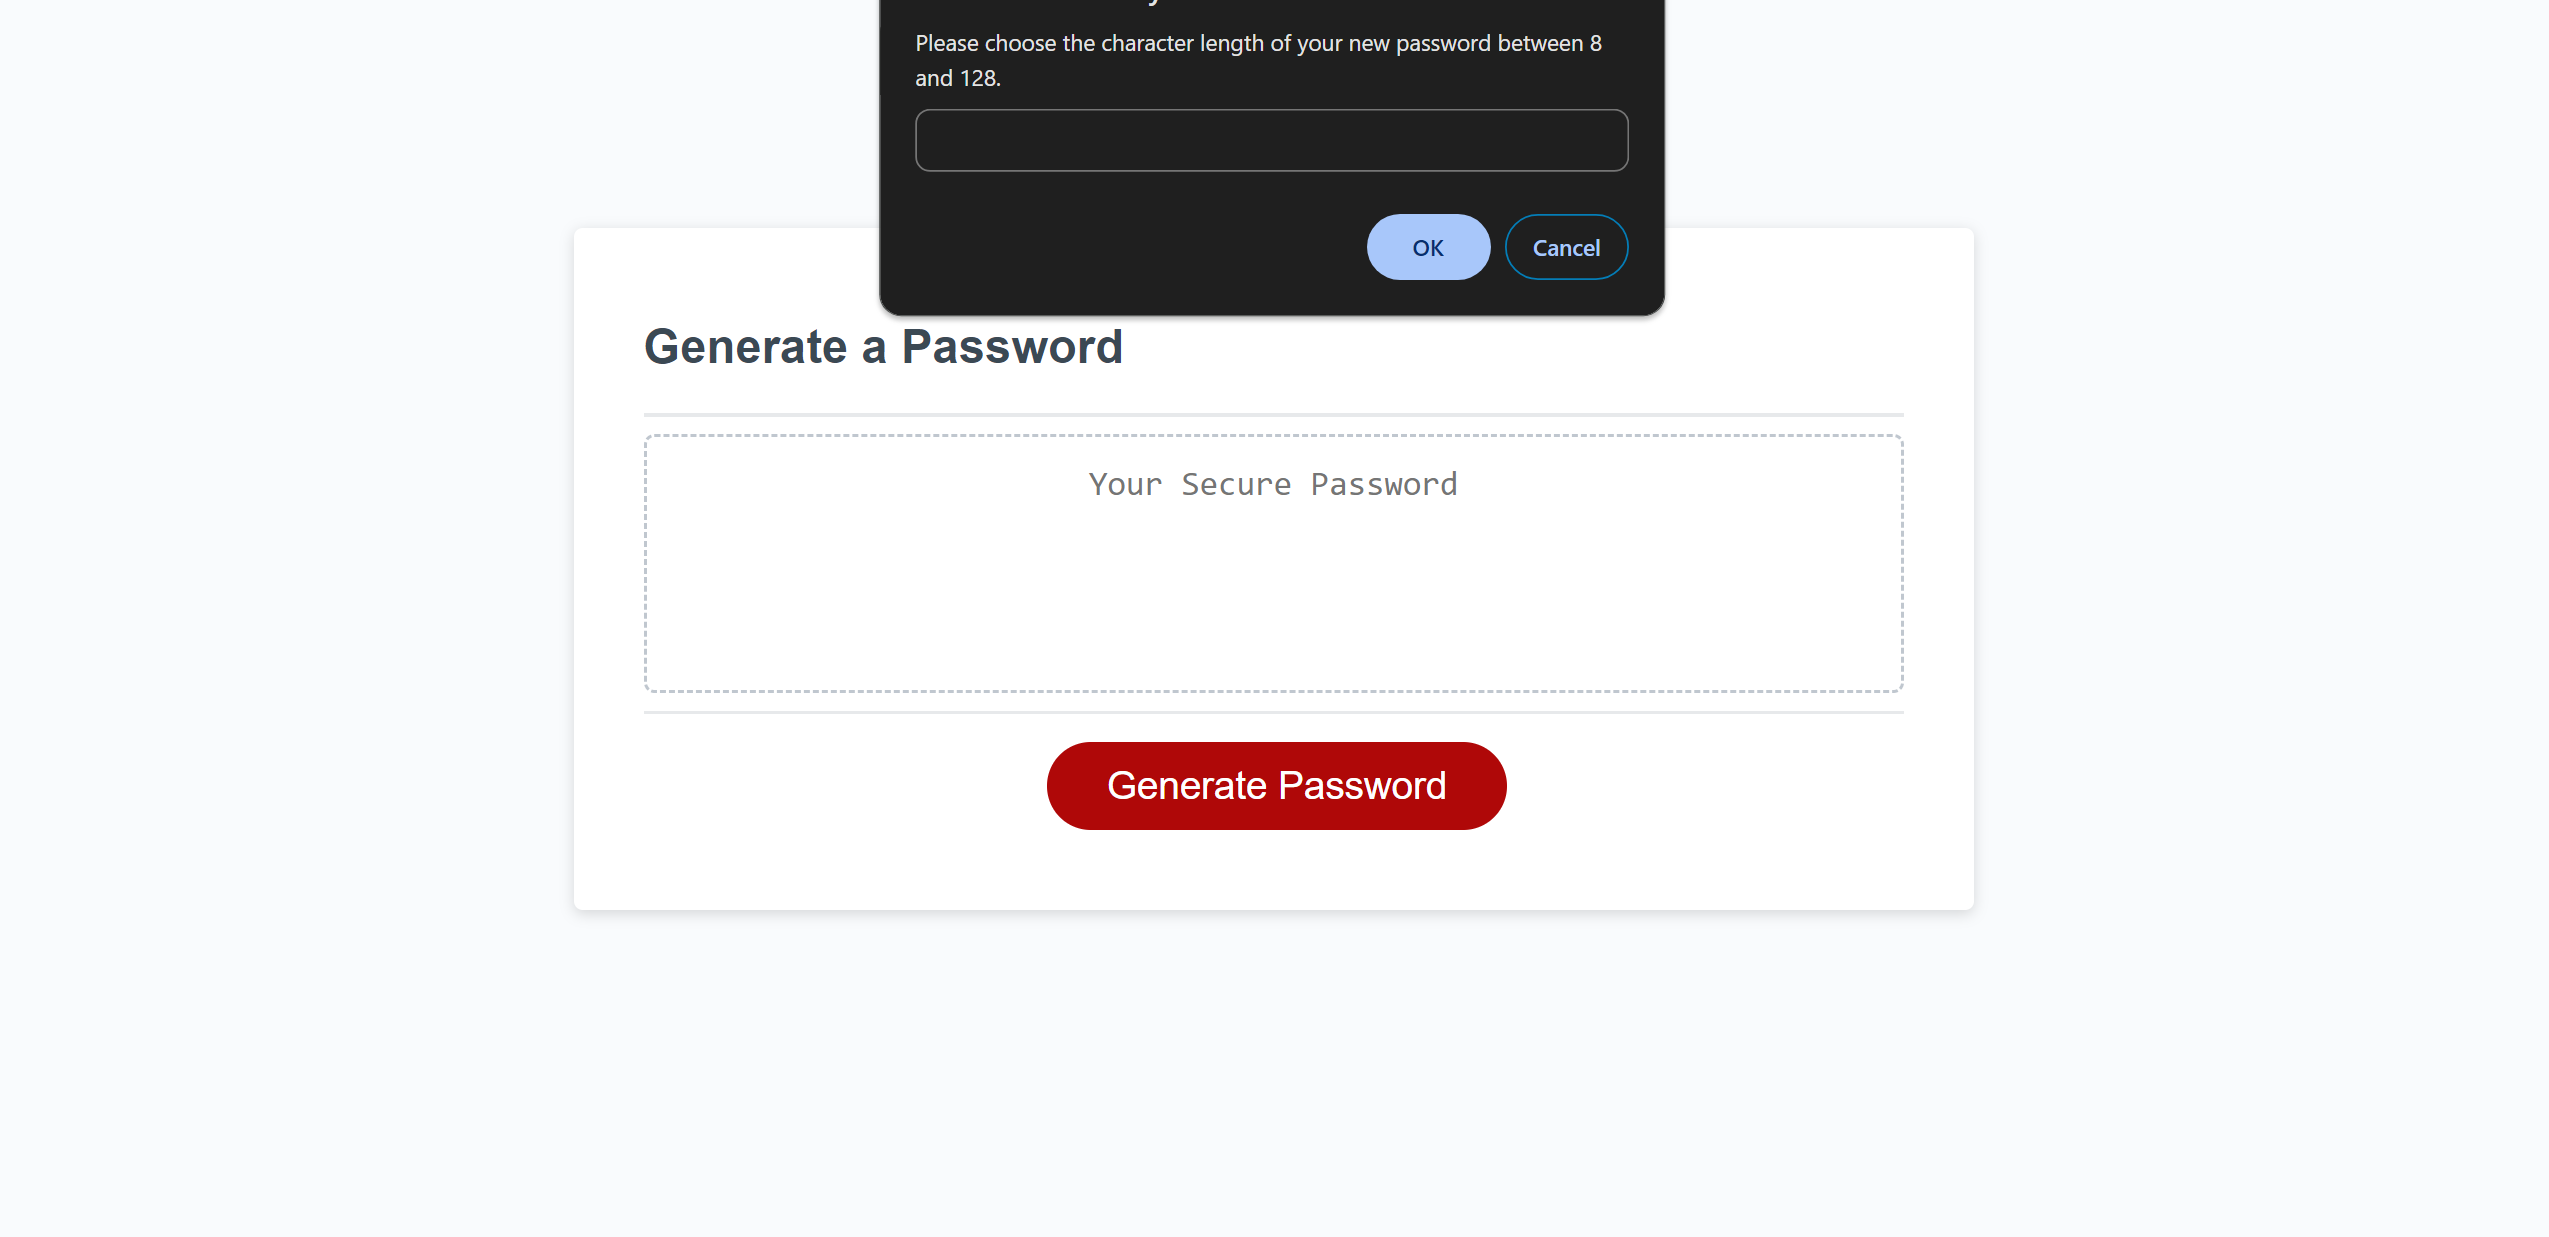 Please choose the character length of your new password between 8
and 128.
OK
Cancel
Generate a Password
Your Secure Password
Generate Password